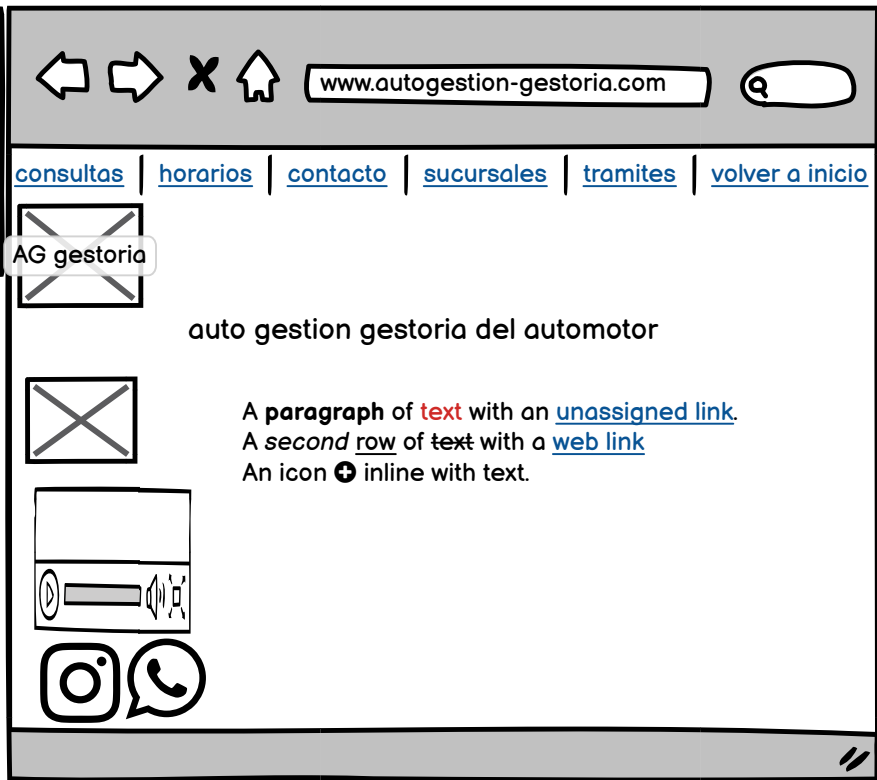 www.autogestion-gestoria.com
consultas | horarios | contacto | sucursales | tramites | volver a inicio
AG gestoria
auto gestion gestoria del automotor
A paragraph of text with an unassigned link.
A second row of text with a web link
An icon inline with text.